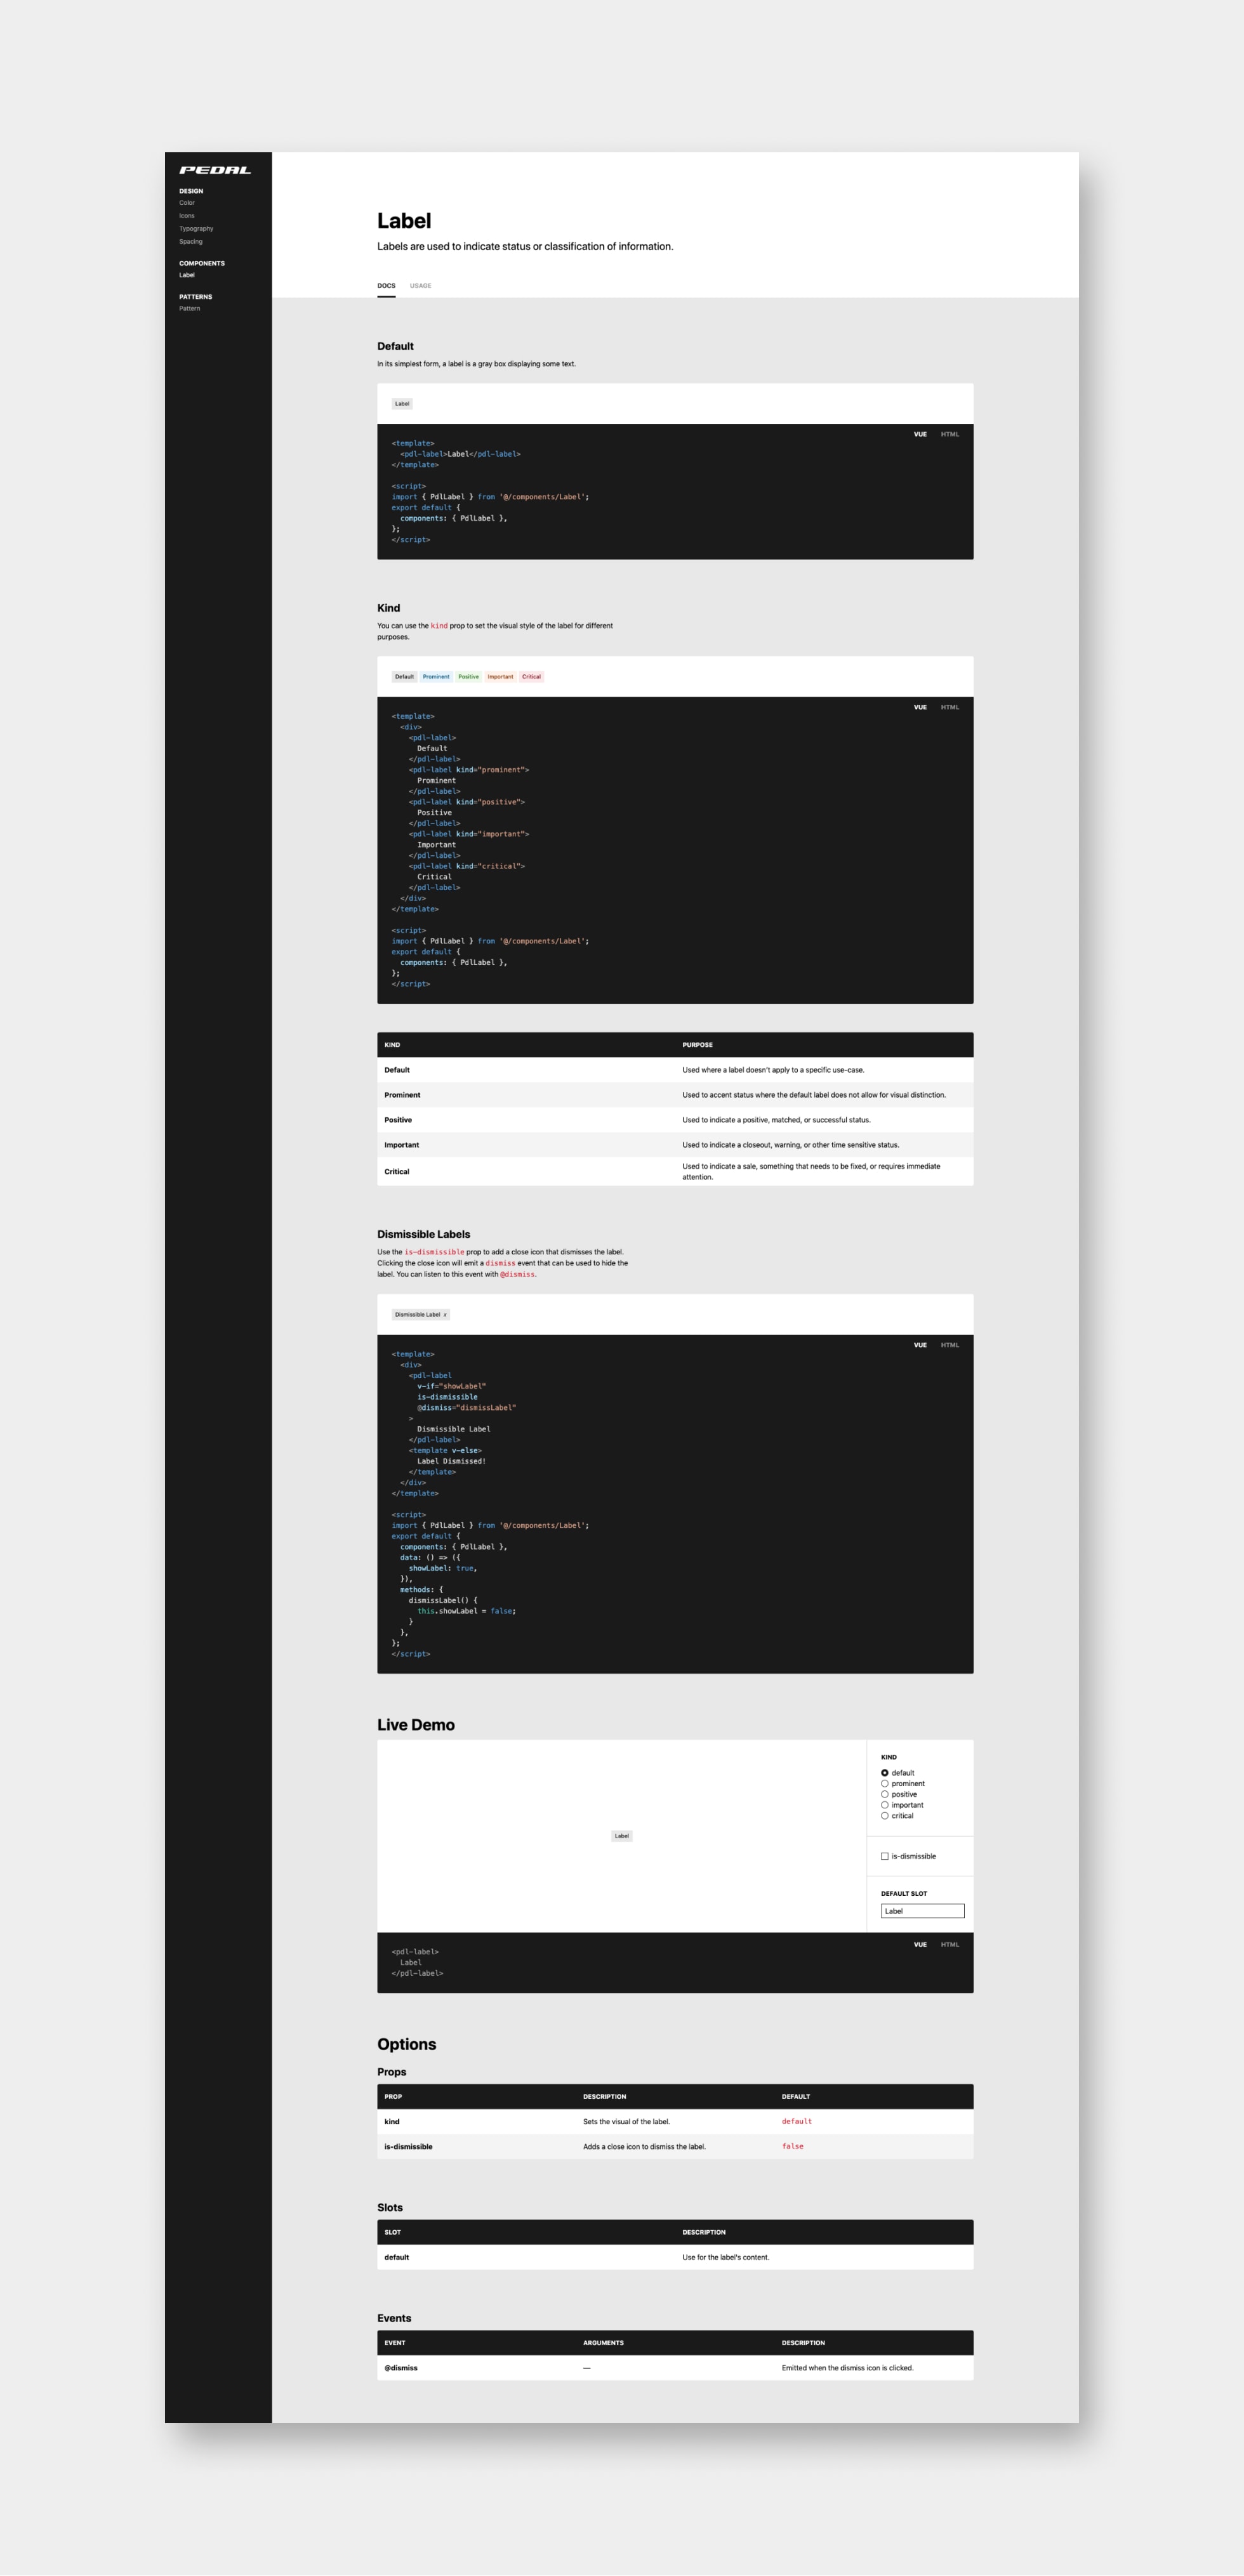 PEDAL
DESIGN
Color
Icons
Typography
Spacing
COMPONENTS
Label
PATTERNS
Pattern
Label
Labels are used to indicate status or classification of information.
DOCS USAGE
Default
In its simplest form, a label is a gray box displaying some text.
Label
VUE HTML
<template>
  <pdl-label>Label</pdl-label>
</template>
<script>
import { PdlLabel } from '@/components/Label';
export default {
  components: { PdlLabel },
};
</script>
Kind
You can use the kind prop to set the visual style of the label for different
purposes.
Default Prominent Positive Important Critical
VUE HTML
<template>
  <div>
    <pdl-label>
      Default
    </pdl-label>
    <pdl-label kind="prominent">
      Prominent
    </pdl-label>
    <pdl-label kind="positive">
      Positive
    </pdl-label>
    <pdl-label kind="important">
      Important
    </pdl-label>
    <pdl-label kind="critical">
      Critical
    </pdl-label>
  </div>
</template>
<script>
import { PdlLabel } from '@/components/Label';
export default {
  components: { PdlLabel },
};
</script>
KIND PURPOSE
Default Used where a label doesn't apply to a specific use-case.
Prominent Used to accent status where the default label does not allow for visual distinction.
Positive Used to indicate a positive, matched, or successful status.
Important Used to indicate a closeout, warning, or other time sensitive status.
Critical Used to indicate a sale, something that needs to be fixed, or requires immediate
attention.
Dismissible Labels
Use the is-dismissible prop to add a close icon that dismisses the label.
Clicking the close icon will emit a dismiss event that can be used to hide the
label. You can listen to this event with @dismiss.
Dismissible Label x
VUE HTML
<template>
  <div>
    <pdl-label
      v-if="showLabel"
      is-dismissible
      @dismiss="dismissLabel"
    >
      Dismissible Label
    </pdl-label>
    <template v-else>
      Label Dismissed!
    </template>
  </div>
</template>
<script>
import { PdlLabel } from '@/components/Label';
export default {
  components: { PdlLabel },
  data: () => ({
    showLabel: true,
  }),
  methods: {
    dismissLabel() {
      this.showLabel = false;
    }
  },
};
</script>
Live Demo
Label
KIND
default
prominent
positive
important
critical
is-dismissible
DEFAULT SLOT
Label
VUE HTML
<pdl-label>
  Label
</pdl-label>
Options
Props
PROP DESCRIPTION DEFAULT
kind Sets the visual of the label. default
is-dismissible Adds a close icon to dismiss the label. false
Slots
SLOT DESCRIPTION
default Use for the label's content.
Events
EVENT ARGUMENTS DESCRIPTION
@dismiss — Emitted when the dismiss icon is clicked.